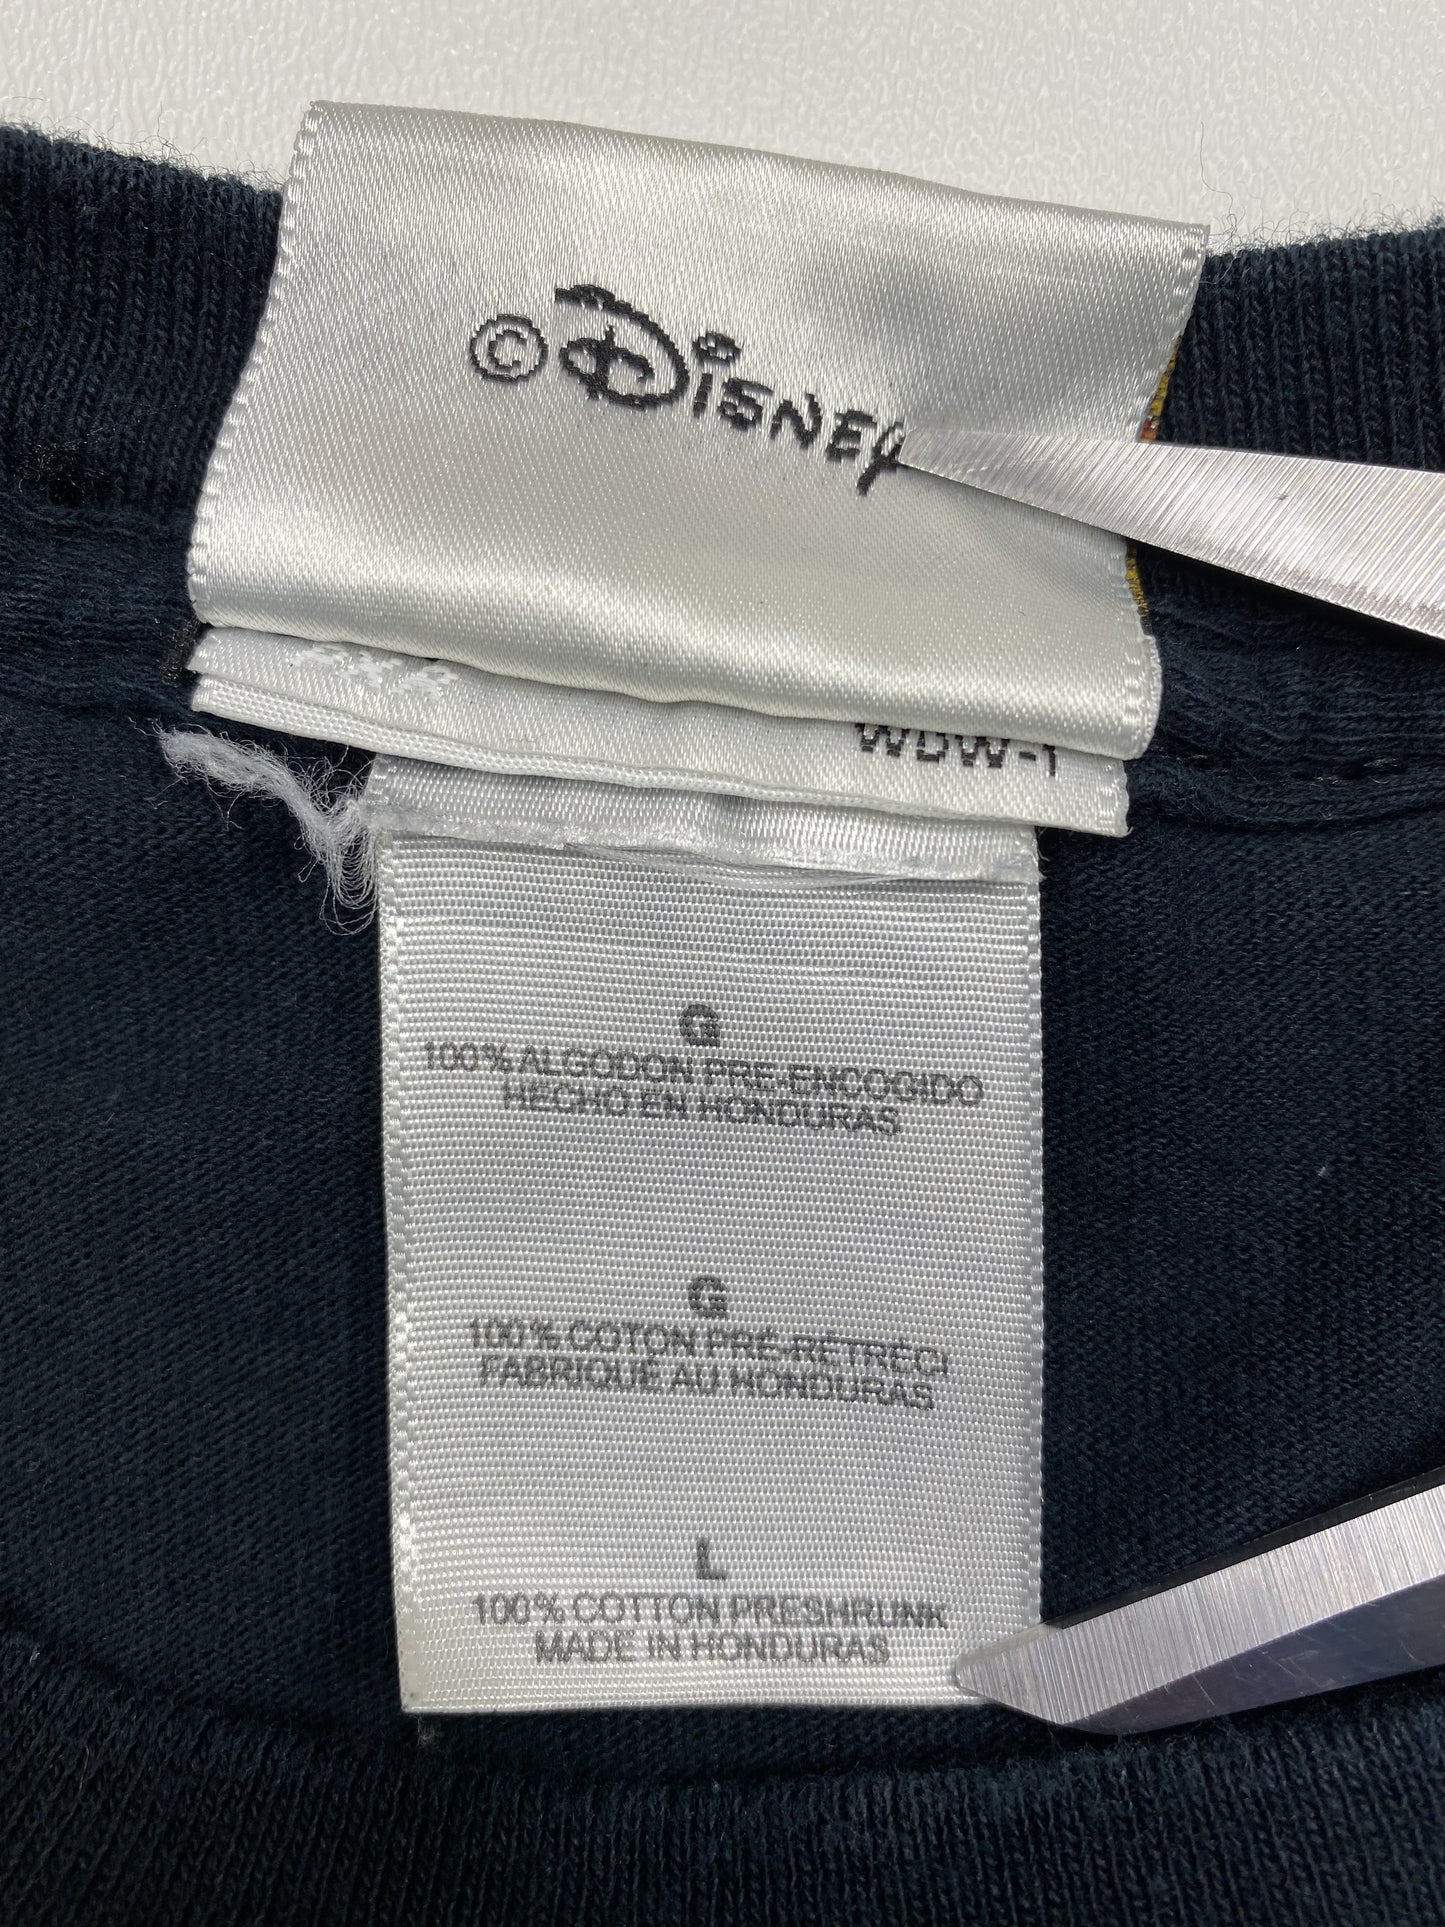 © Disney
WDW-1
G
100% ALGODON PRE-ENCOGIDO
HECHO EN HONDURAS
G
100% COTON PRÉ-RÉTRÉCI
FABRIQUE AU HONDURAS
L
100% COTTON PRESHRUNK
MADE IN HONDURAS